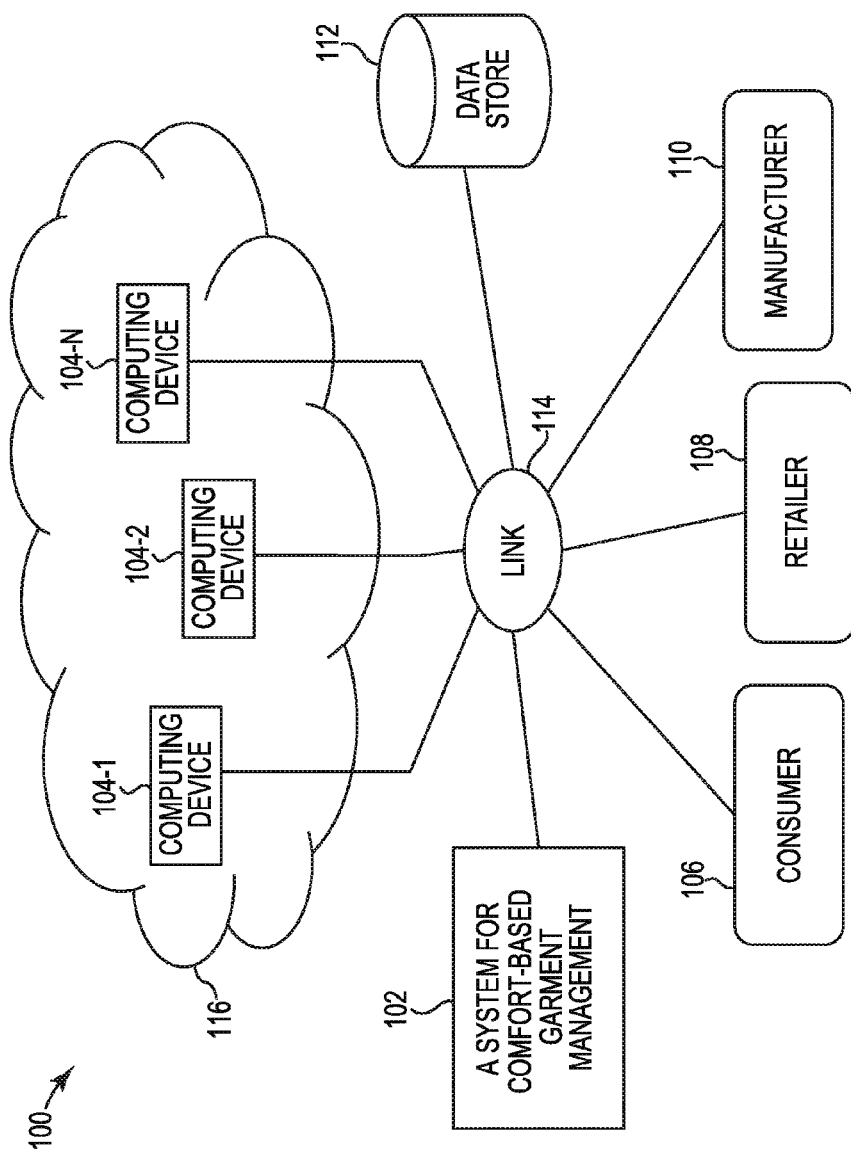 100
116
104-1
COMPUTING
DEVICE
104-2
COMPUTING
DEVICE
104-N
COMPUTING
DEVICE
112
DATA
STORE
102
A SYSTEM FOR
COMFORT-BASED
GARMENT
MANAGEMENT
LINK
114
106
CONSUMER
108
RETAILER
110
MANUFACTURER